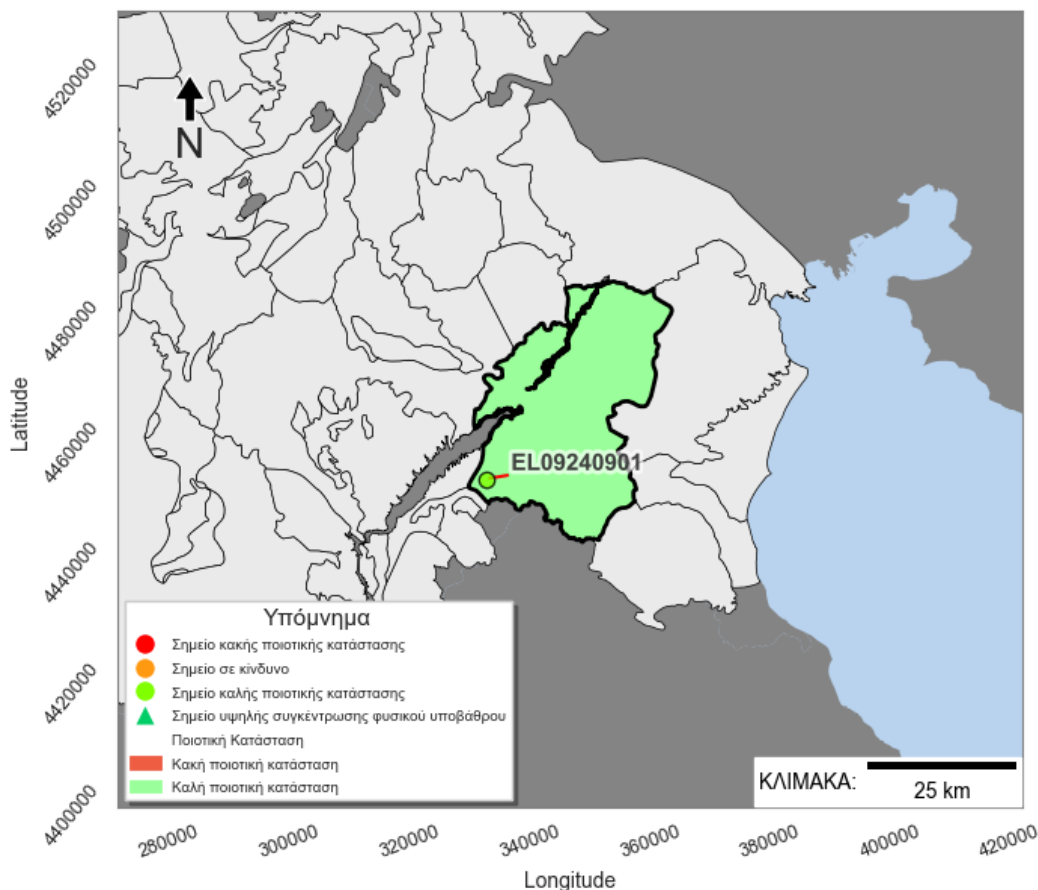 4520000
4500000
4480000
4460000
4440000
4420000
4400000
Latitude
N
EL09240901
Υπόμνημα
Σημείο κακής ποιοτικής κατάστασης
Σημείο σε κίνδυνο
Σημείο καλής ποιοτικής κατάστασης
Σημείο υψηλής συγκέντρωσης φυσικού υποβάθρου
Ποιοτική Κατάσταση
Κακή ποιοτική κατάσταση
Καλή ποιοτική κατάσταση
ΚΛΙΜΑΚΑ:
25 km
280000
300000
320000
340000
360000
380000
400000
420000
Longitude